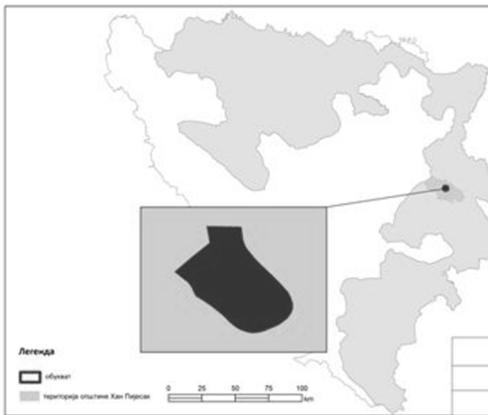 Легенда
обухват
територија општине Хан Пијесак
0 25 50 75 100
km